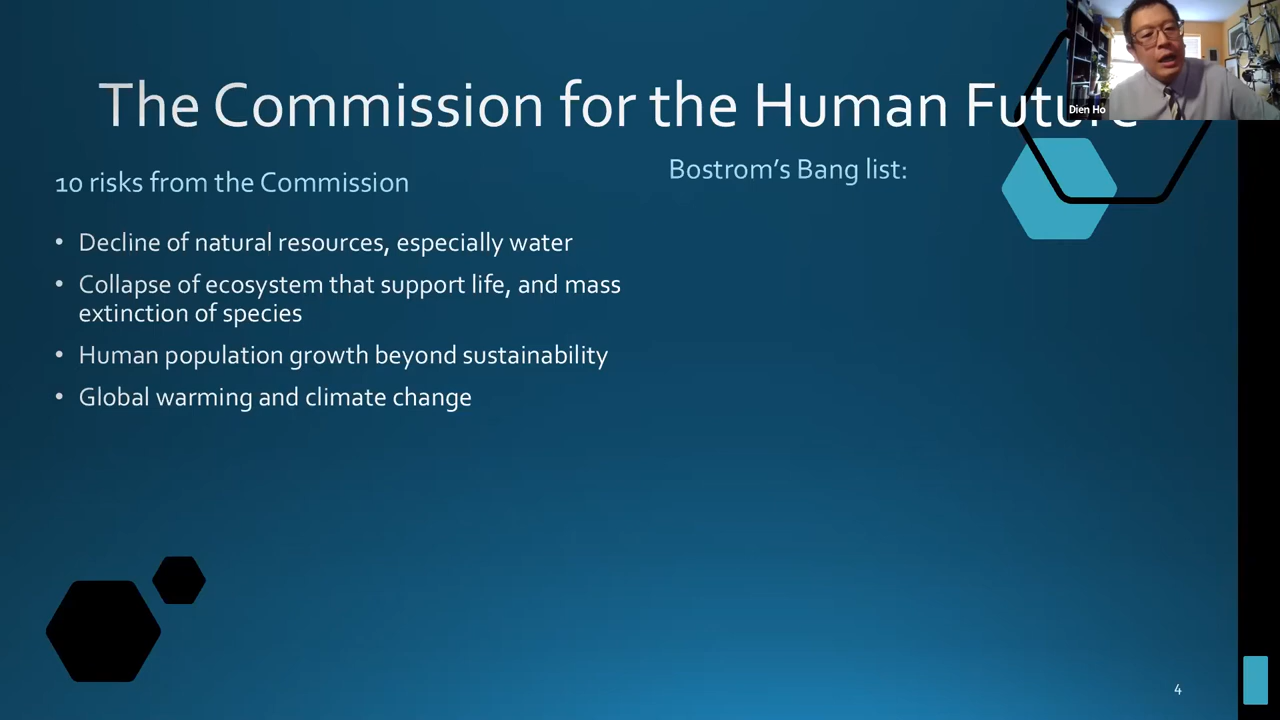 The Commission for the Human Future
Dien Ho
10 risks from the Commission
Bostrom's Bang list:
• Decline of natural resources, especially water
• Collapse of ecosystem that support life, and mass
extinction of species
• Human population growth beyond sustainability
• Global warming and climate change
4